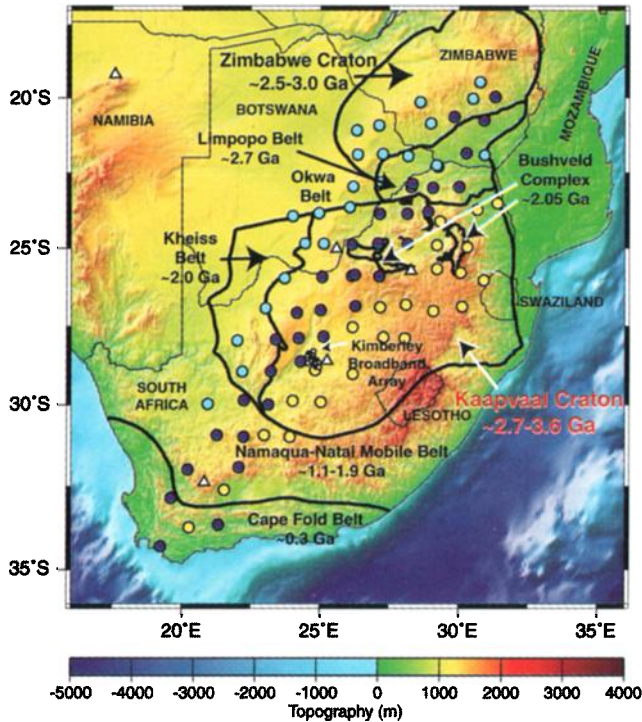 Zimbabwe Craton
~2.5-3.0 Ga
ZIMBABWE
20°S
NAMIBIA
BOTSWANA
MOZAMBIQUE
Limpopo Belt
~2.7 Ga
Bushveld
Complex
~2.05 Ga
Okwa
Belt
25°S
Kheiss
Belt
~2.0 Ga
SWAZILAND
Kimberley
Broadband
Array
SOUTH
AFRICA
LESOTHO
Kaapvaal Craton
~2.7-3.6 Ga
30°S
Namaqua-Natal Mobile Belt
~1.1-1.9 Ga
Cape Fold Belt
~0.3 Ga
35°S
20°E
25°E
30°E
35°E
-5000 -4000 -3000 -2000 -1000 0 1000 2000 3000 4000
Topography (m)